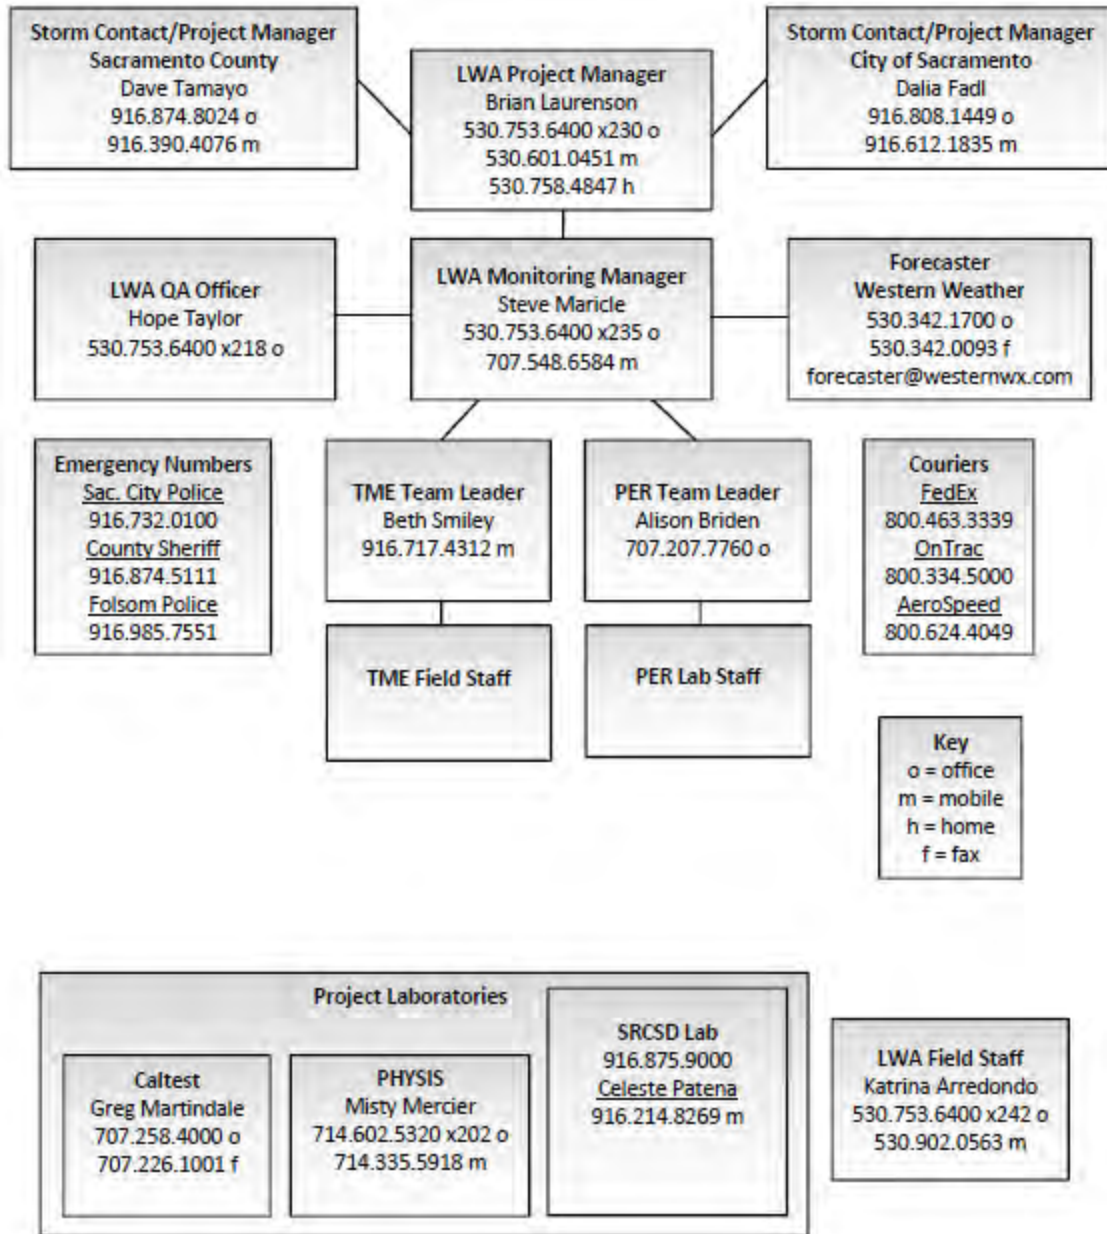 Storm Contact/Project Manager
Sacramento County
Dave Tamayo
916.874.8024 o
916.390.4076 m
LWA Project Manager
Brian Laurenson
530.753.6400 x230 o
530.601.0451 m
530.758.4847 h
Storm Contact/Project Manager
City of Sacramento
Dalia Fadl
916.808.1449 o
916.612.1835 m
LWA QA Officer
Hope Taylor
530.753.6400 x218 o
LWA Monitoring Manager
Steve Maricle
530.753.6400 x235 o
707.548.6584 m
Forecaster
Western Weather
530.342.1700 o
530.342.0093 f
forecaster@westernwx.com
Emergency Numbers
Sac. City Police
916.732.0100
County Sheriff
916.874.5111
Folsom Police
916.985.7551
TME Team Leader
Beth Smiley
916.717.4312 m
PER Team Leader
Alison Briden
707.207.7760 o
Couriers
FedEx
800.463.3339
OnTrac
800.334.5000
AeroSpeed
800.624.4049
TME Field Staff
PER Lab Staff
Key
o = office
m = mobile
h = home
f = fax
Project Laboratories
Caltest
Greg Martindale
707.258.4000 o
707.226.1001 f
PHYSIS
Misty Mercier
714.602.5320 x202 o
714.335.5918 m
SRCSD Lab
916.875.9000
Celeste Patena
916.214.8269 m
LWA Field Staff
Katrina Arredondo
530.753.6400 x242 o
530.902.0563 m